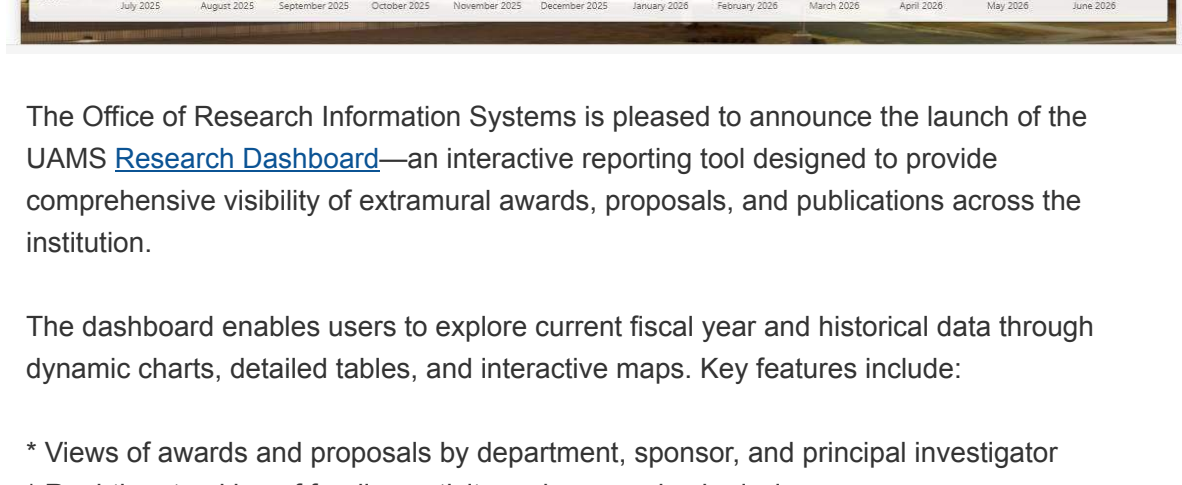 July 2025 August 2025 September 2025 October 2025 November 2025 December 2025 January 2026 February 2026 March 2026 April 2026 May 2026 June 2026
The Office of Research Information Systems is pleased to announce the launch of the
UAMS Research Dashboard—an interactive reporting tool designed to provide
comprehensive visibility of extramural awards, proposals, and publications across the
institution.
The dashboard enables users to explore current fiscal year and historical data through
dynamic charts, detailed tables, and interactive maps. Key features include:
* Views of awards and proposals by department, sponsor, and principal investigator